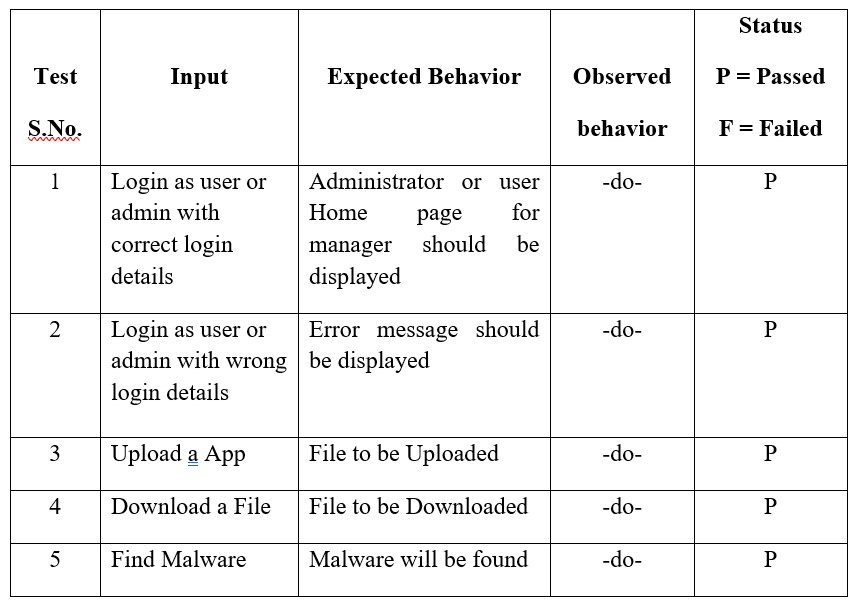 Test
S.No.
Input
Expected Behavior
Observed
behavior
Status
P = Passed
F = Failed
1
Login as user or
admin with
correct login
details
Administrator or user
Home page for
manager should be
displayed
-do-
P
2
Login as user or
admin with wrong
login details
Error message should
be displayed
-do-
P
3
Upload a App
File to be Uploaded
-do-
P
4
Download a File
File to be Downloaded
-do-
P
5
Find Malware
Malware will be found
-do-
P